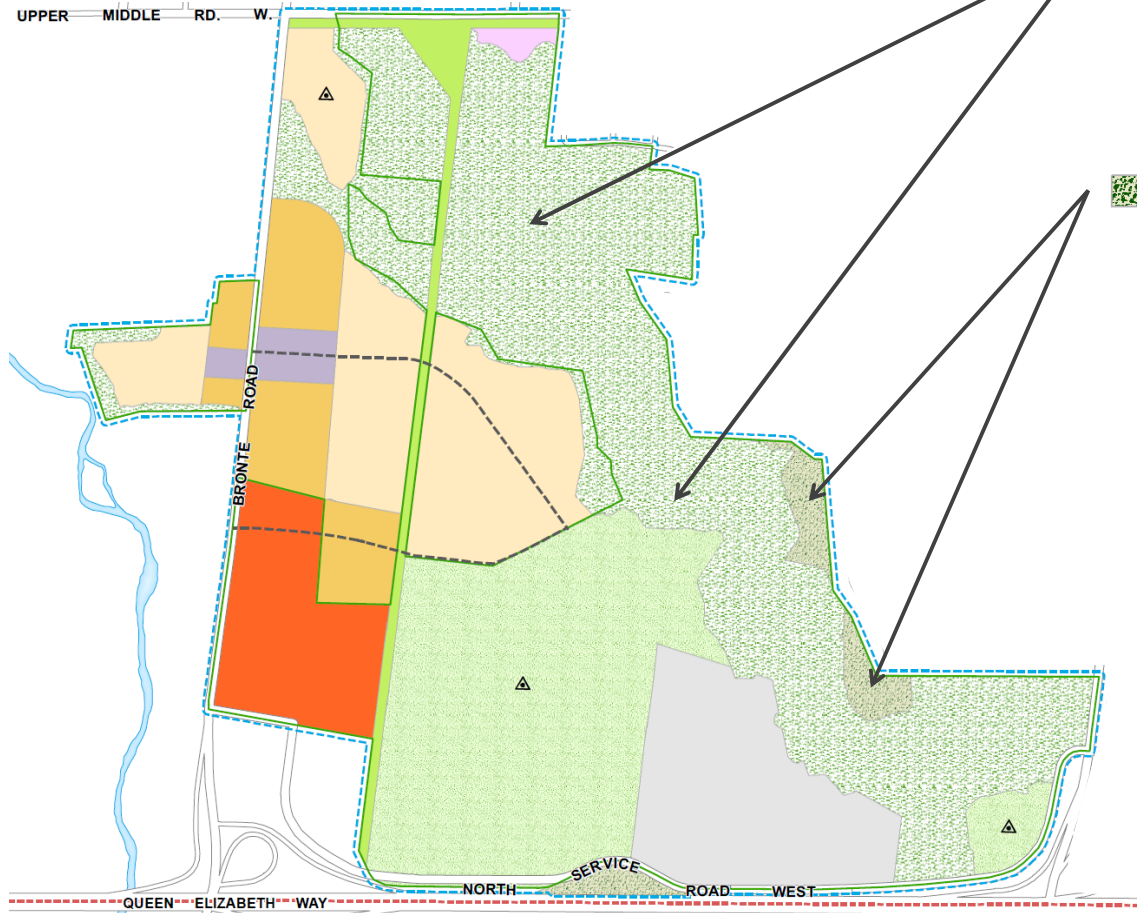 UPPER MIDDLE RD. W.
BRONTE ROAD
NORTH SERVICE ROAD WEST
QUEEN ELIZABETH WAY